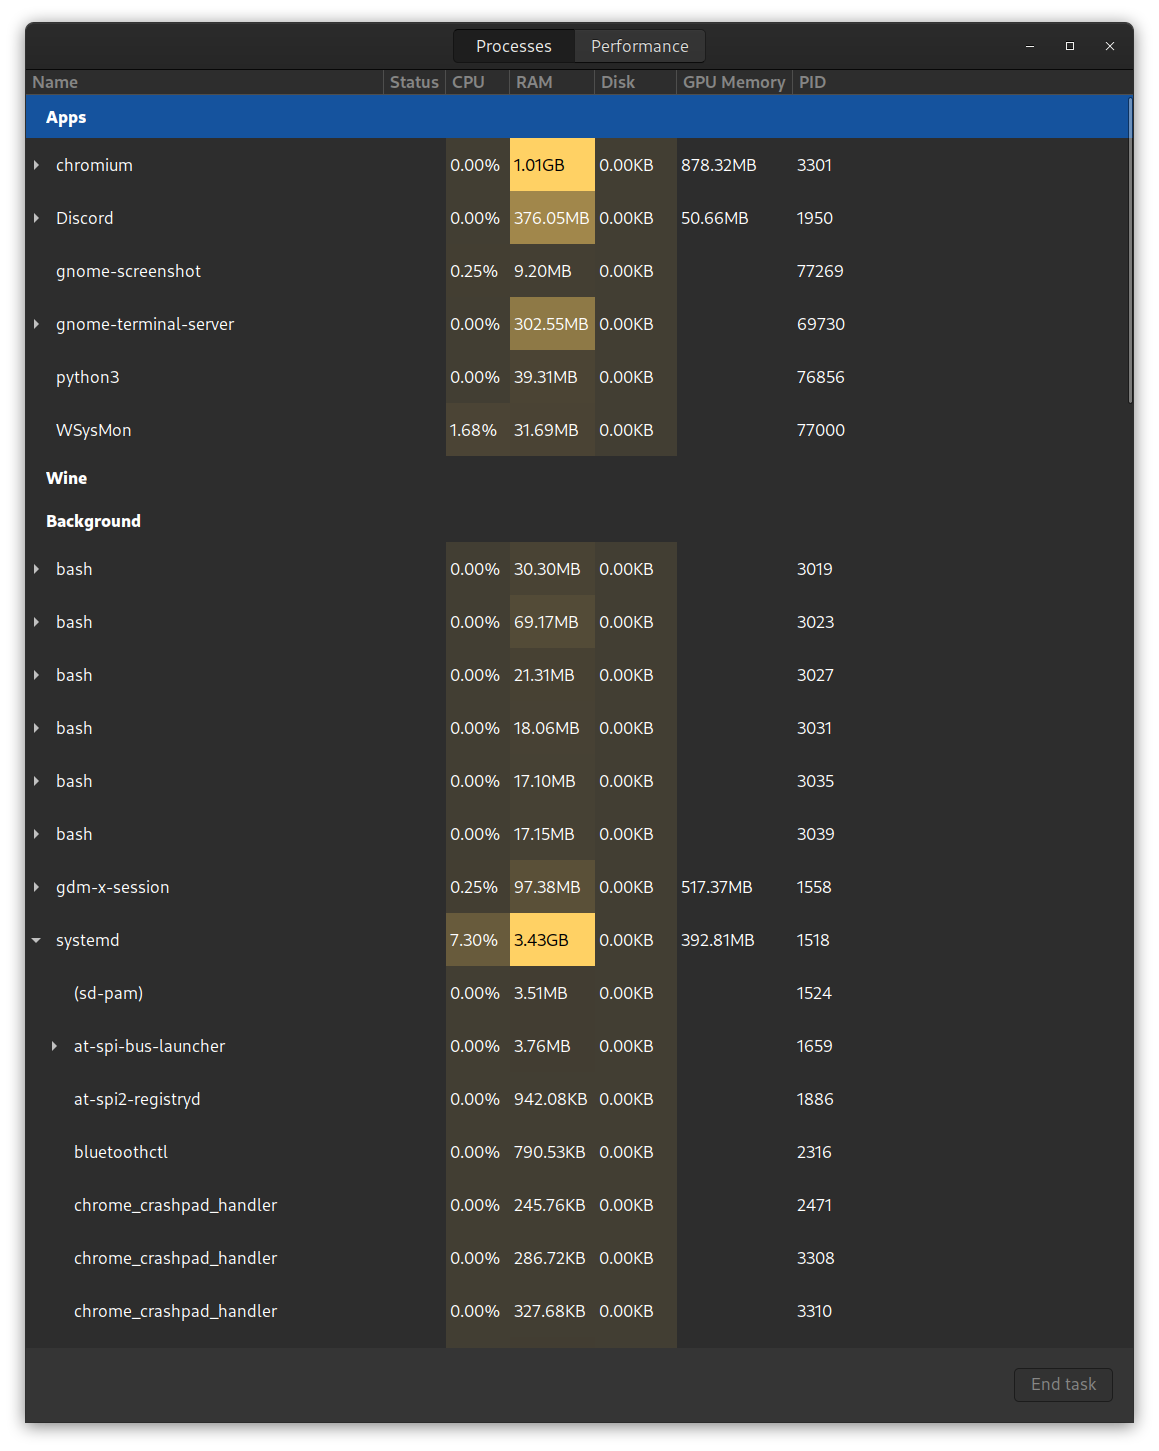 Processes Performance
Name Status CPU RAM Disk GPU Memory PID
Apps
chromium 0.00% 1.01GB 0.00KB 878.32MB 3301
Discord 0.00% 376.05MB 0.00KB 50.66MB 1950
gnome-screenshot 0.25% 9.20MB 0.00KB 77269
gnome-terminal-server 0.00% 302.55MB 0.00KB 69730
python3 0.00% 39.31MB 0.00KB 76856
WSysMon 1.68% 31.69MB 0.00KB 77000
Wine
Background
bash 0.00% 30.30MB 0.00KB 3019
bash 0.00% 69.17MB 0.00KB 3023
bash 0.00% 21.31MB 0.00KB 3027
bash 0.00% 18.06MB 0.00KB 3031
bash 0.00% 17.10MB 0.00KB 3035
bash 0.00% 17.15MB 0.00KB 3039
gdm-x-session 0.25% 97.38MB 0.00KB 517.37MB 1558
systemd 7.30% 3.43GB 0.00KB 392.81MB 1518
(sd-pam) 0.00% 3.51MB 0.00KB 1524
at-spi-bus-launcher 0.00% 3.76MB 0.00KB 1659
at-spi2-registryd 0.00% 942.08KB 0.00KB 1886
bluetoothctl 0.00% 790.53KB 0.00KB 2316
chrome_crashpad_handler 0.00% 245.76KB 0.00KB 2471
chrome_crashpad_handler 0.00% 286.72KB 0.00KB 3308
chrome_crashpad_handler 0.00% 327.68KB 0.00KB 3310
End task